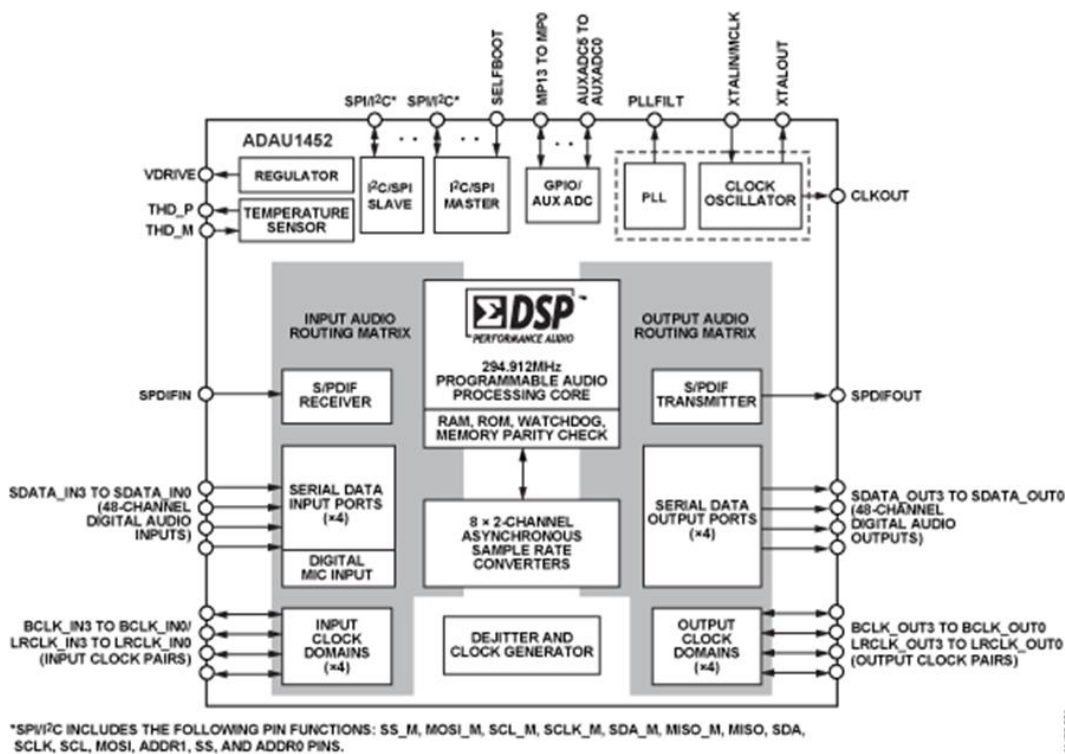 SPI/I²C*
SPI/I²C*
SELFBOOT
MP13 TO MP0
AUXADC5 TO
AUXADC0
PLLFILT
XTALIN/MCLK
XTALOUT
ADAU1452
VDRIVE
REGULATOR
THD_P
THD_M
TEMPERATURE
SENSOR
I²C/SPI
SLAVE
I²C/SPI
MASTER
GPIO/
AUX ADC
PLL
CLOCK
OSCILLATOR
CLKOUT
INPUT AUDIO
ROUTING MATRIX
ΣDSP™
PERFORMANCE AUDIO
294.912MHz
PROGRAMMABLE AUDIO
PROCESSING CORE
RAM, ROM, WATCHDOG,
MEMORY PARITY CHECK
OUTPUT AUDIO
ROUTING MATRIX
SPDIFIN
S/PDIF
RECEIVER
S/PDIF
TRANSMITTER
SPDIFOUT
SDATA_IN3 TO SDATA_IN0
(48-CHANNEL
DIGITAL AUDIO
INPUTS)
SERIAL DATA
INPUT PORTS
(×4)
DIGITAL
MIC INPUT
8 × 2-CHANNEL
ASYNCHRONOUS
SAMPLE RATE
CONVERTERS
SERIAL DATA
OUTPUT PORTS
(×4)
SDATA_OUT3 TO SDATA_OUT0
(48-CHANNEL
DIGITAL AUDIO
OUTPUTS)
BCLK_IN3 TO BCLK_IN0/
LRCLK_IN3 TO LRCLK_IN0
(INPUT CLOCK PAIRS)
INPUT
CLOCK
DOMAINS
(×4)
DEJITTER AND
CLOCK GENERATOR
OUTPUT
CLOCK
DOMAINS
(×4)
BCLK_OUT3 TO BCLK_OUT0
LRCLK_OUT3 TO LRCLK_OUT0
(OUTPUT CLOCK PAIRS)
*SPI/I²C INCLUDES THE FOLLOWING PIN FUNCTIONS: SS_M, MOSI_M, SCL_M, SCLK_M, SDA_M, MISO_M, MISO, SDA,
SCLK, SCL, MOSI, ADDR1, SS, AND ADDR0 PINS.